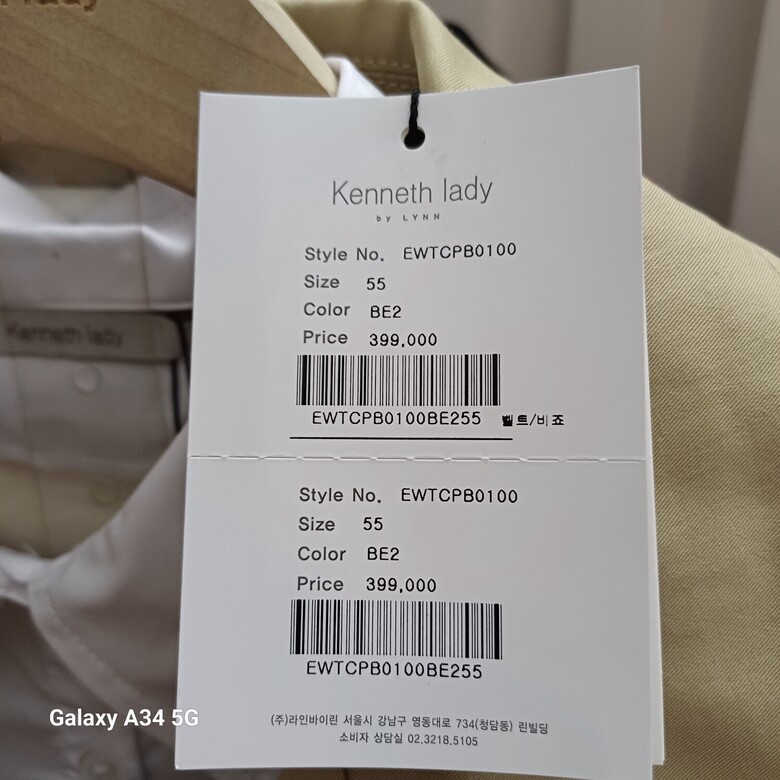 Kenneth lady
by LYNN
Style No. EWTCPB0100
Size 55
Color BE2
Price 399,000
EWTCPB0100BE255 벨트/비죠
Kenneth lady
Style No. EWTCPB0100
Size 55
Color BE2
Price 399,000
EWTCPB0100BE255
Galaxy A34 5G
(주)라인바이린 서울시 강남구 영동대로 734(청담동) 린빌딩
소비자 상담실 02.3218.5105